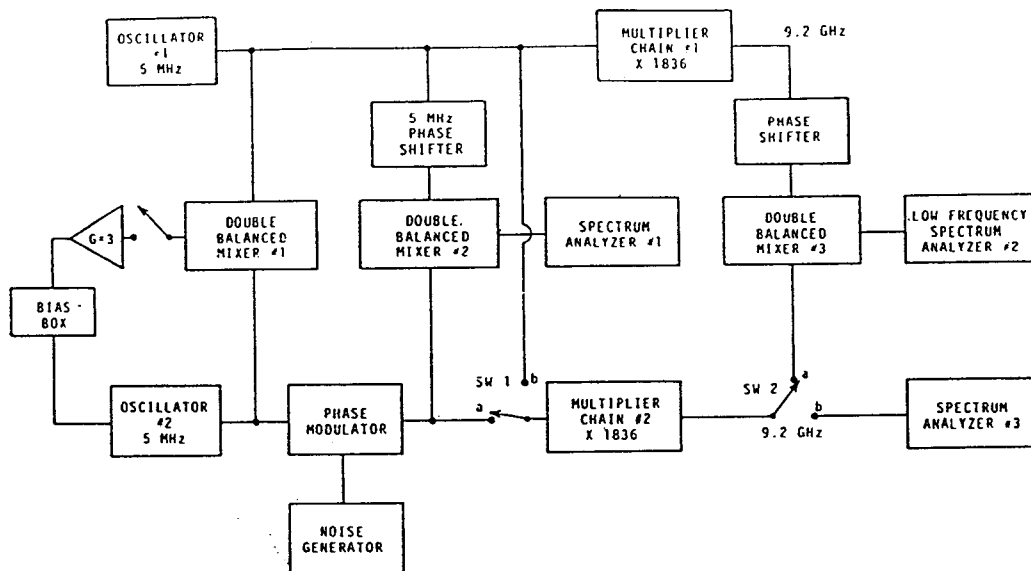 OSCILLATOR
#1
5 MHz
MULTIPLIER
CHAIN #1
X 1836
9.2 GHz
5 MHz
PHASE
SHIFTER
PHASE
SHIFTER
G=3
DOUBLE
BALANCED
MIXER #1
DOUBLE.
BALANCED
MIXER #2
SPECTRUM
ANALYZER #1
DOUBLE
BALANCED
MIXER #3
LOW FREQUENCY
SPECTRUM
ANALYZER #2
BIAS -
BOX
SW 1
b
a
SW 2
a
b
OSCILLATOR
#2
5 MHz
PHASE
MODULATOR
MULTIPLIER
CHAIN #2
X 1836
9.2 GHz
SPECTRUM
ANALYZER #3
NOISE
GENERATOR